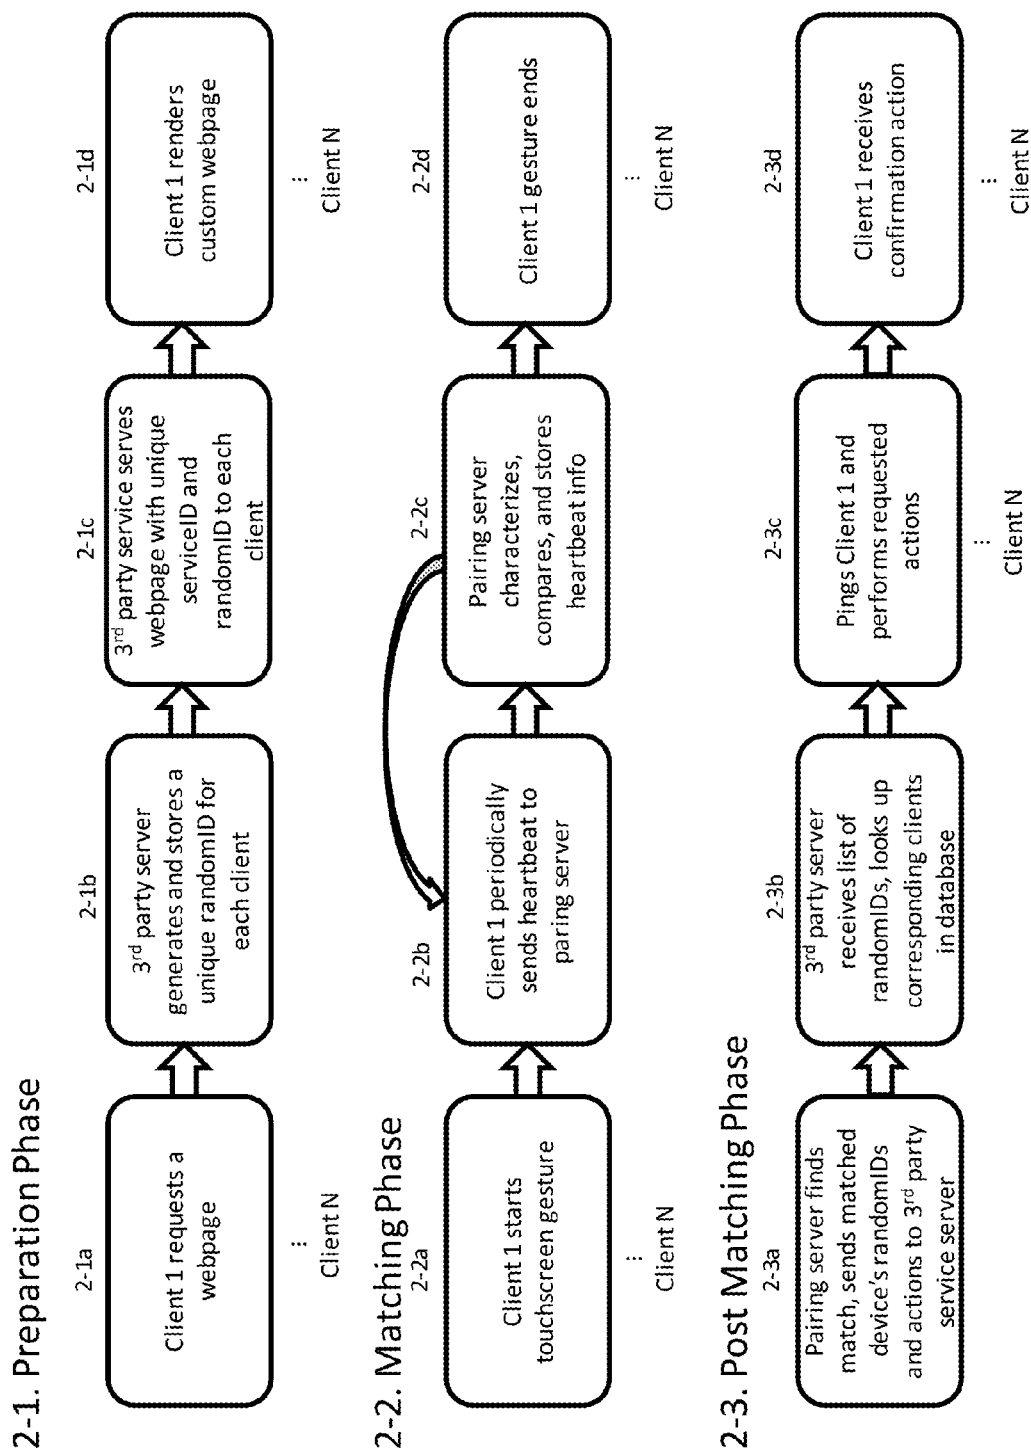 2-1. Preparation Phase
2-1a
Client 1 requests a
webpage
⋮
Client N
2-1b
3rd party server
generates and stores a
unique randomID for
each client
2-1c
3rd party service serves
webpage with unique
serviceID and
randomID to each
client
2-1d
Client 1 renders
custom webpage
⋮
Client N
2-2. Matching Phase
2-2a
Client 1 starts
touchscreen gesture
⋮
Client N
2-2b
Client 1 periodically
sends heartbeat to
paring server
2-2c
Pairing server
characterizes,
compares, and stores
heartbeat info
2-2d
Client 1 gesture ends
⋮
Client N
2-3. Post Matching Phase
2-3a
Pairing server finds
match, sends matched
device's randomIDs
and actions to 3rd party
service server
2-3b
3rd party server
receives list of
randomIDs, looks up
corresponding clients
in database
2-3c
Pings Client 1 and
performs requested
actions
⋮
Client N
2-3d
Client 1 receives
confirmation action
⋮
Client N